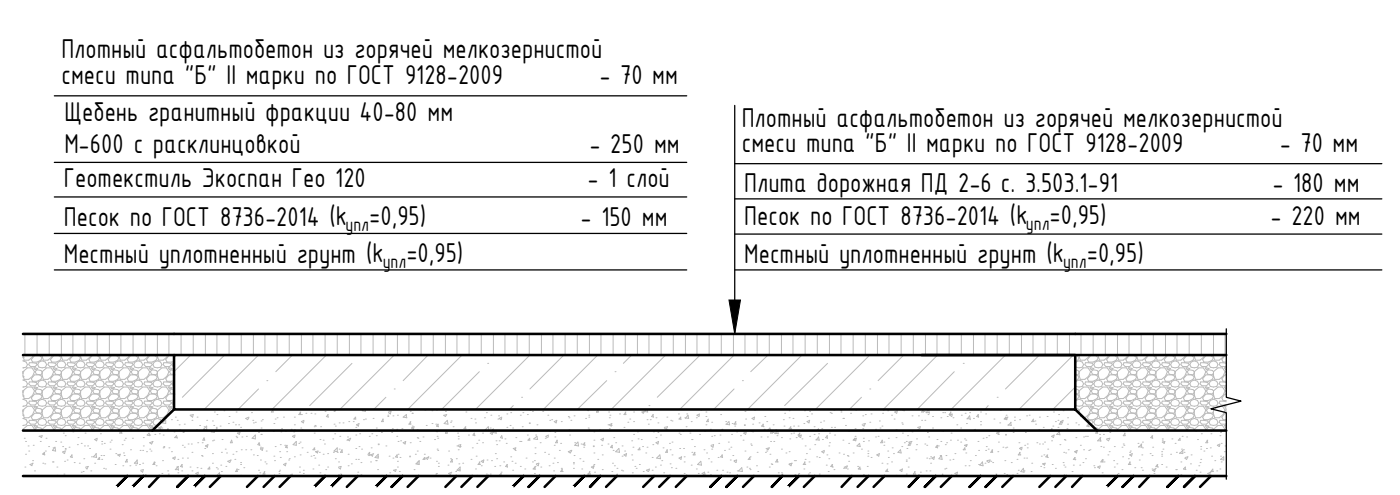 Плотный асфальтобетон из горячей мелкозернистой
смеси типа "Б" II марки по ГОСТ 9128-2009 - 70 мм
Щебень гранитный фракции 40-80 мм
М-600 с расклинцовкой - 250 мм
Геотекстиль Экоспан Гео 120 - 1 слой
Песок по ГОСТ 8736-2014 (kупл=0,95) - 150 мм
Местный уплотненный грунт (kупл=0,95)
Плотный асфальтобетон из горячей мелкозернистой
смеси типа "Б" II марки по ГОСТ 9128-2009 - 70 мм
Плита дорожная ПД 2-6 с. 3.503.1-91 - 180 мм
Песок по ГОСТ 8736-2014 (kупл=0,95) - 220 мм
Местный уплотненный грунт (kупл=0,95)